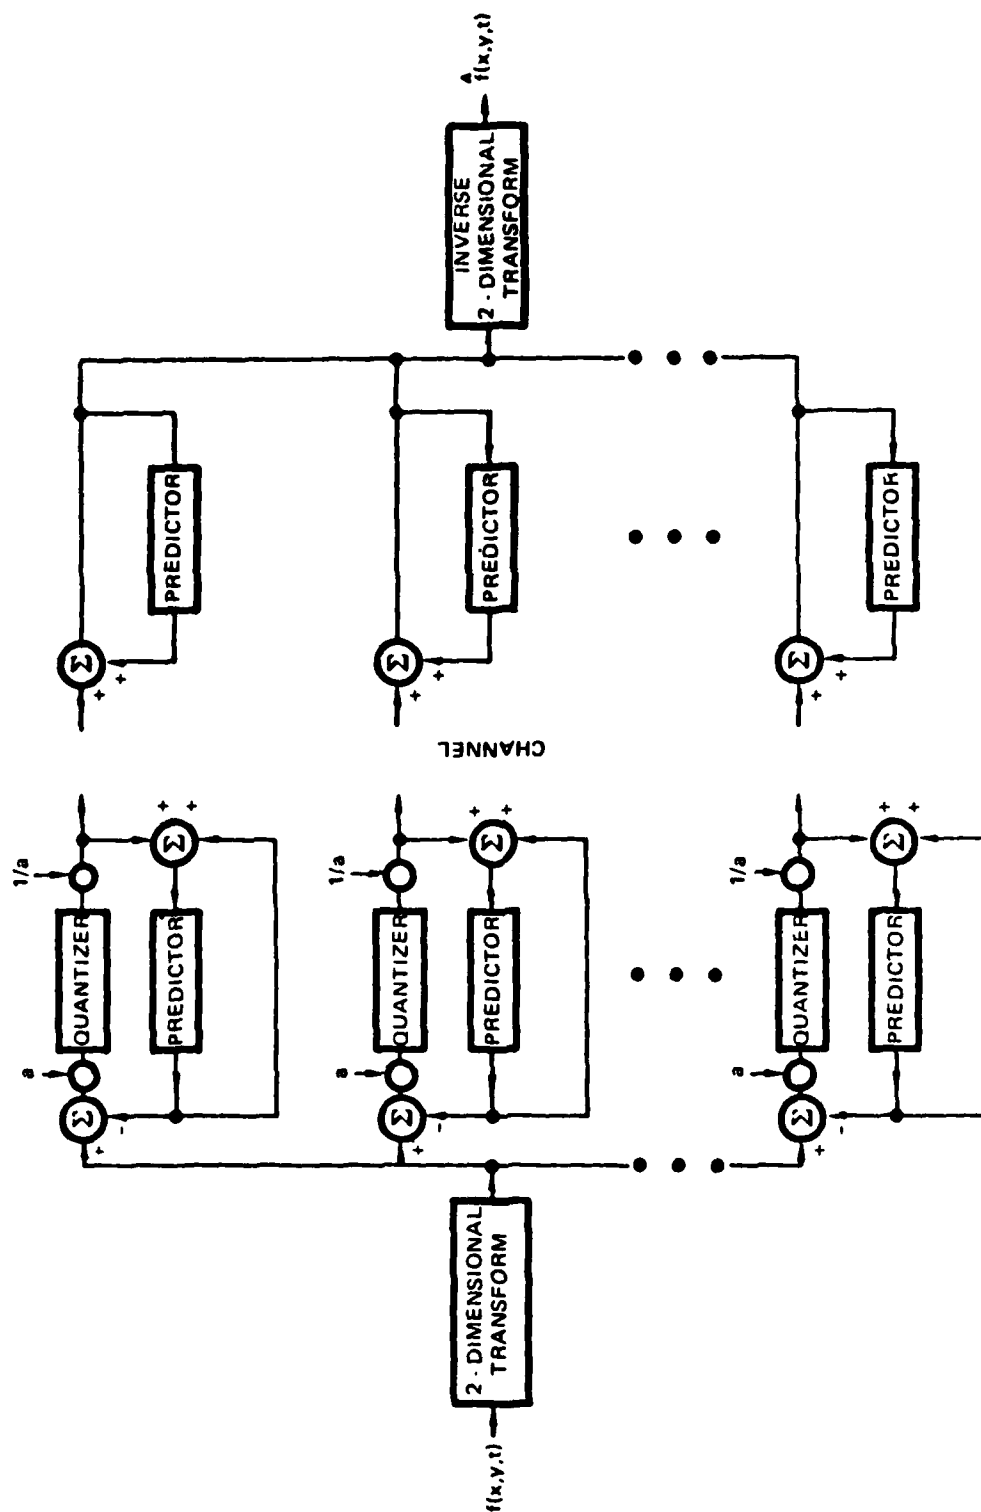 f(x,y,t)
2 - DIMENSIONAL
TRANSFORM
+
Σ
-
a
QUANTIZER
1/a
PREDICTOR
Σ
+
+
+
Σ
-
a
QUANTIZER
1/a
PREDICTOR
Σ
+
+
+
Σ
-
a
QUANTIZER
1/a
PREDICTOR
Σ
+
+
CHANNEL
+
Σ
+
PREDICTOR
+
Σ
+
PREDICTOR
+
Σ
+
PREDICTOR
INVERSE
2 - DIMENSIONAL
TRANSFORM
f̂(x,y,t)